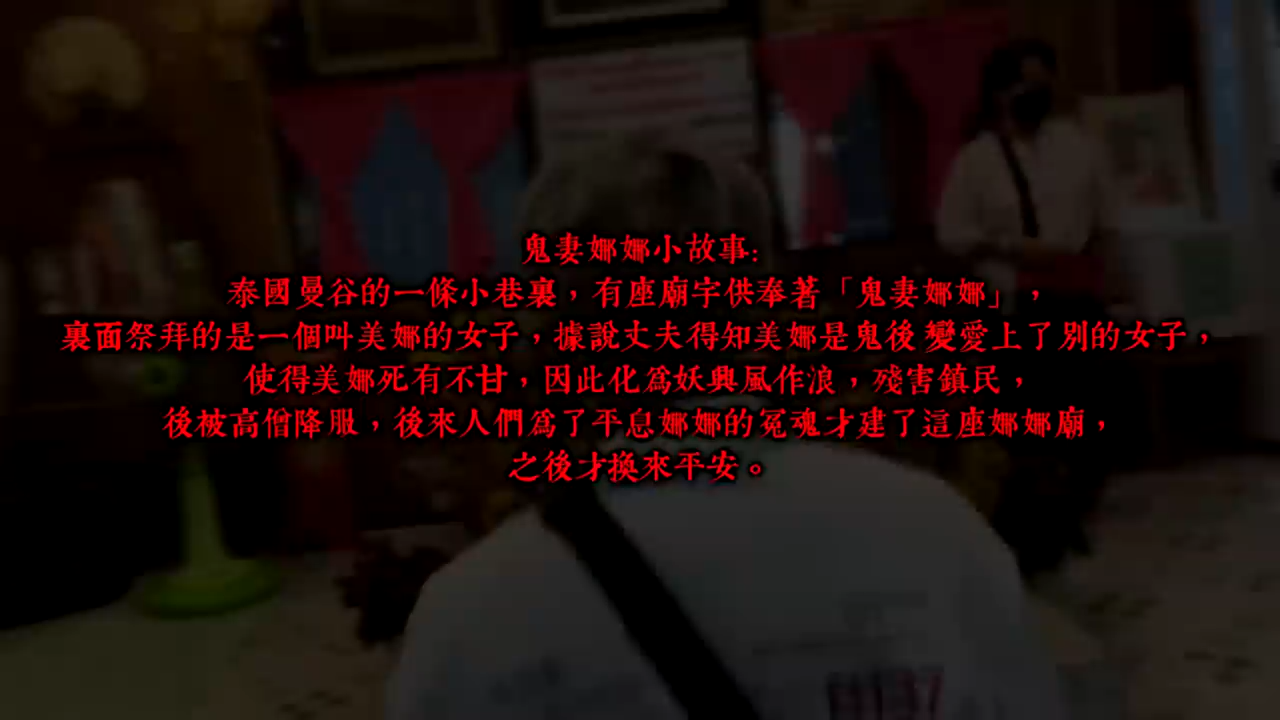 鬼妻娜娜小故事:
泰國曼谷的一條小巷裏，有座廟宇供奉著「鬼妻娜娜」，
裏面祭拜的是一個叫美娜的女子，據說丈夫得知美娜是鬼後 變愛上了別的女子，
使得美娜死有不甘，因此化為妖興風作浪，殘害鎮民，
後被高僧降服，後來人們為了平息娜娜的冤魂才建了這座娜娜廟，
之後才換來平安。